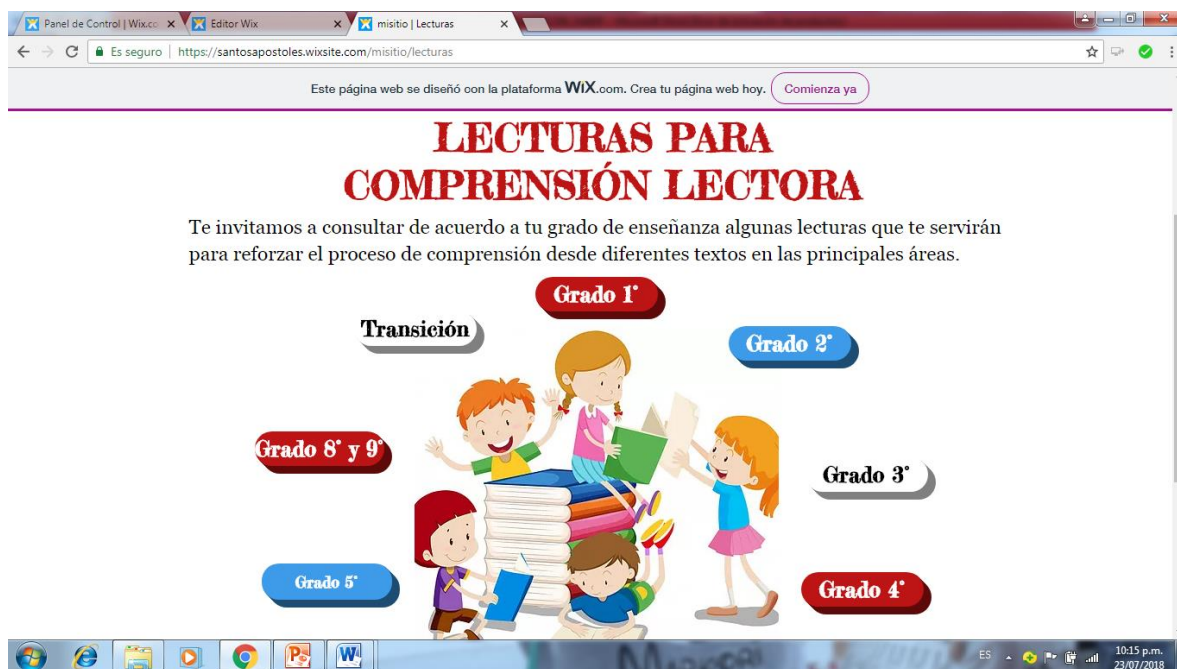 Panel de Control | Wix.co
Editor Wix
misitio | Lecturas
Es seguro | https://santosapostoles.wixsite.com/misitio/lecturas
Este página web se diseñó con la plataforma WiX.com. Crea tu página web hoy. Comienza ya
LECTURAS PARA
COMPRENSIÓN LECTORA
Te invitamos a consultar de acuerdo a tu grado de enseñanza algunas lecturas que te servirán
para reforzar el proceso de comprensión desde diferentes textos en las principales áreas.
Grado 1°
Transición
Grado 2°
Grado 8° y 9°
Grado 3°
Grado 5°
Grado 4°
ES
10:15 p.m.
23/07/2018